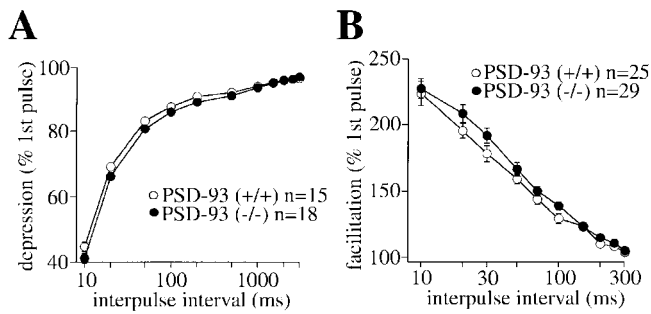 A
depression (% 1st pulse)
100
80
60
40
PSD-93 (+/+) n=15
PSD-93 (-/-) n=18
10
100
1000
interpulse interval (ms)
B
facilitation (% 1st pulse)
250
200
150
100
PSD-93 (+/+) n=25
PSD-93 (-/-) n=29
10
30
100
300
interpulse interval (ms)